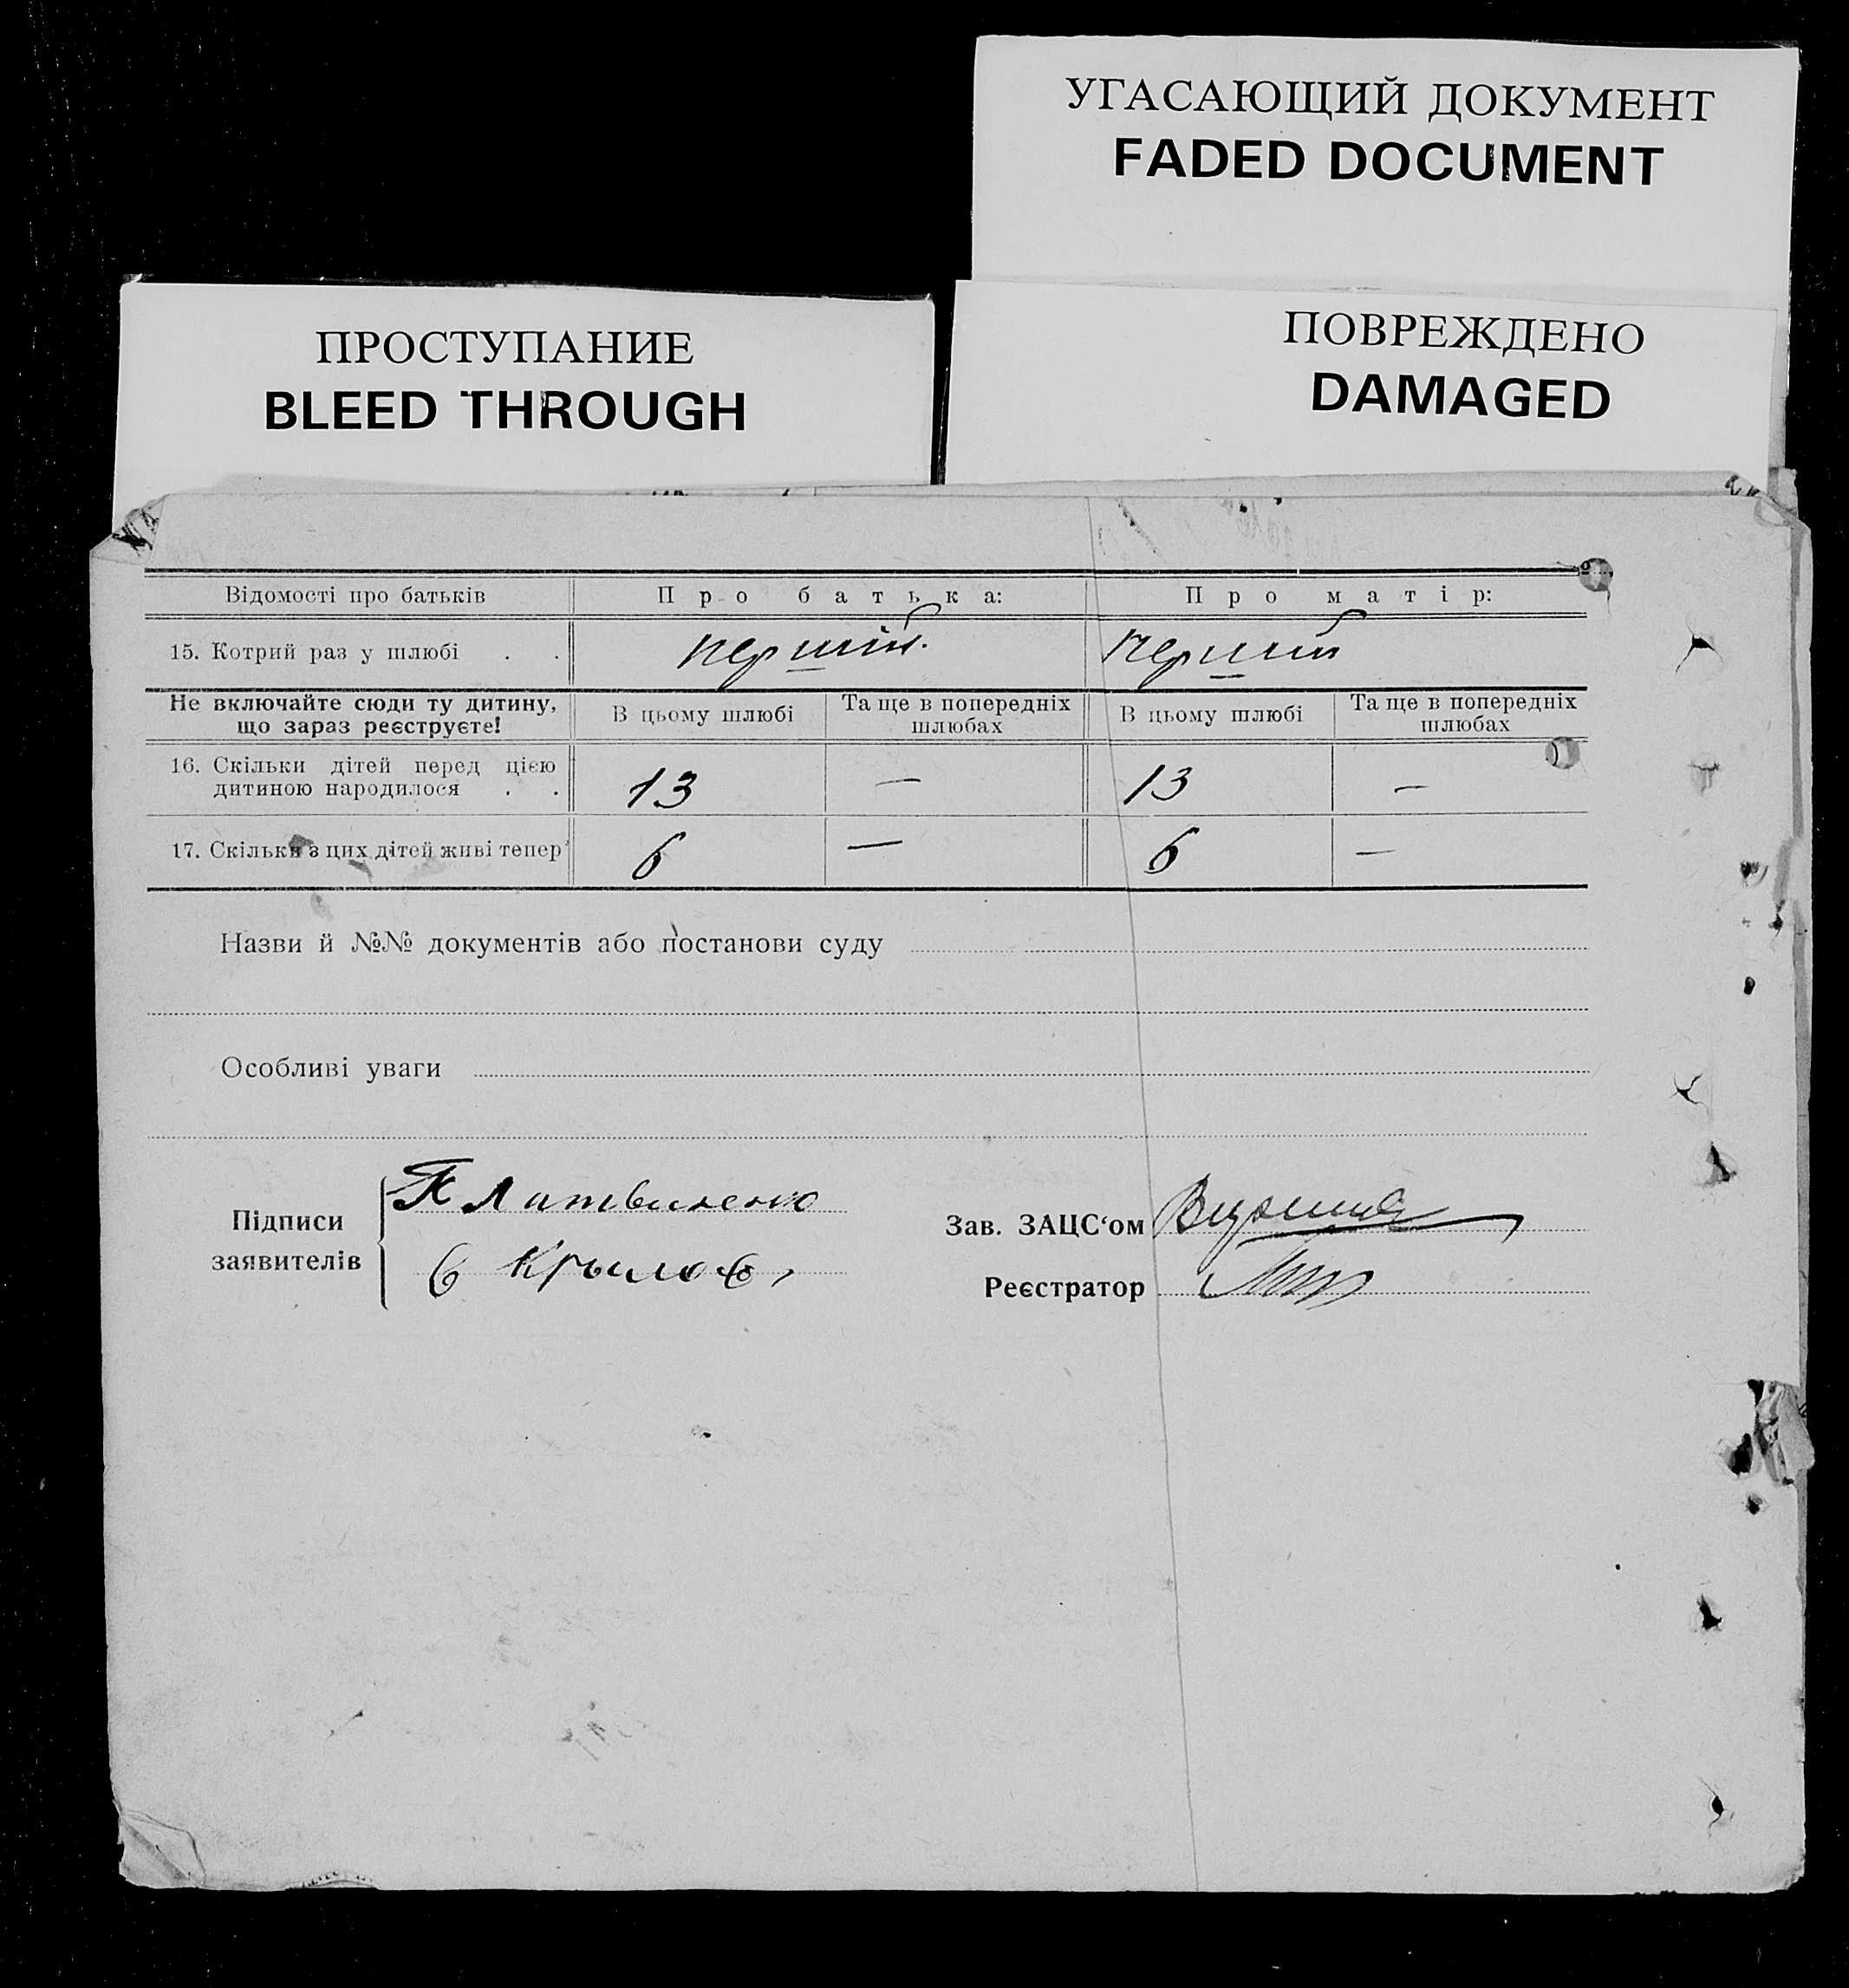 УГАСАЮЩИЙ ДОКУМЕНТ
FADED DOCUMENT
ПРОСТУПАНИЕ
BLEED THROUGH
ПОВРЕЖДЕНО
DAMAGED
Відомості про батьків Про батька: Про матір:
15. Котрий раз у шлюбі . . перший. перший
Не включайте сюди ту дитину, що зараз реєструєте! В цьому шлюбі Та ще в попередніх шлюбах В цьому шлюбі Та ще в попередніх шлюбах
16. Скільки дітей перед цією дитиною народилося . . 13 — 13 —
17. Скільки з цих дітей живі тепер 6 — 6 —
Назви й №№ документів або постанови суду
Особливі уваги
Підписи заявителів
Литвиненко
Зав. ЗАЦС‘ом
Реєстратор